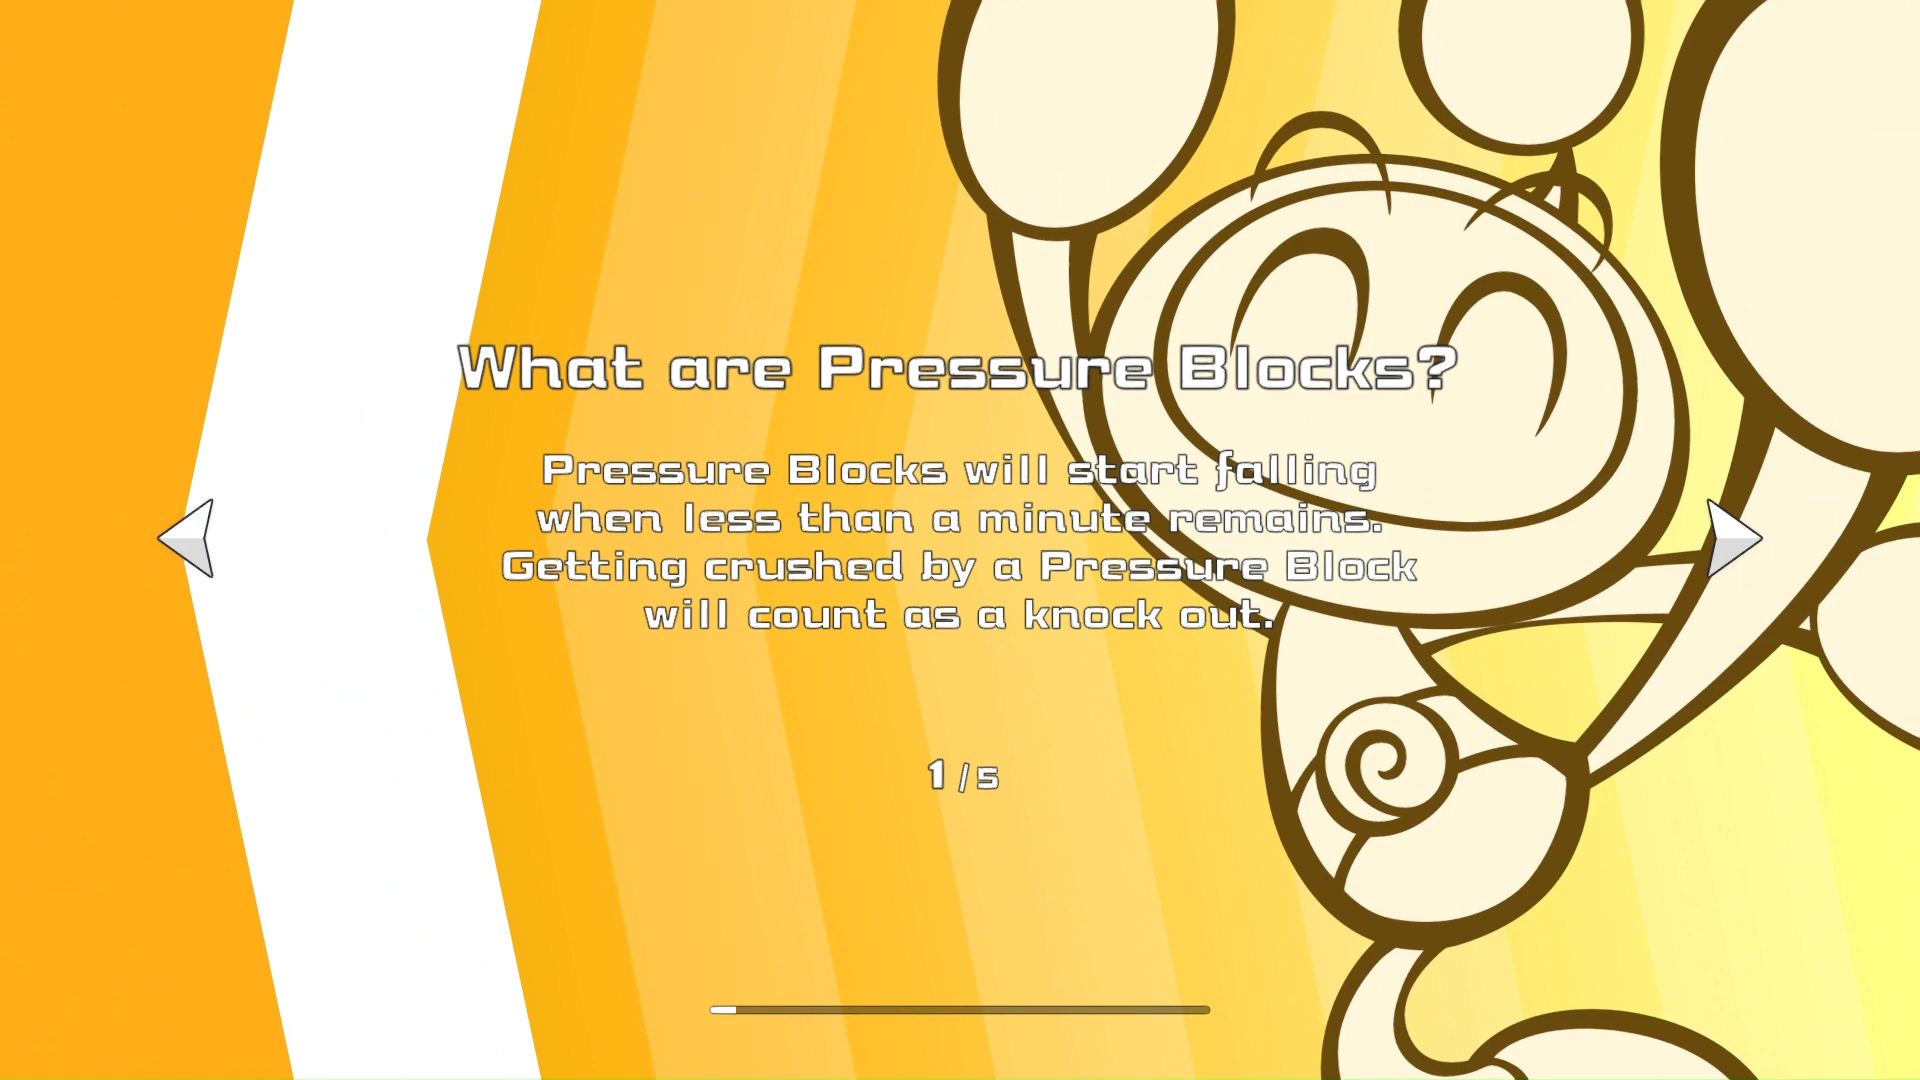 What are Pressure Blocks?
Pressure Blocks will start falling
when less than a minute remains.
Getting crushed by a Pressure Block
will count as a knock out.
1/5